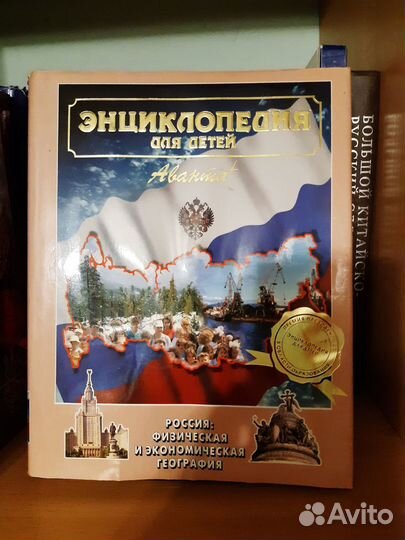 ЭНЦИКЛОПЕДИЯ
ДЛЯ ДЕТЕЙ
Аванта+
РОССИЯ:
ФИЗИЧЕСКАЯ
И ЭКОНОМИЧЕСКАЯ
ГЕОГРАФИЯ
БОЛЬШОЙ КИТАЙСКО-
РУССКИЙ
Avito